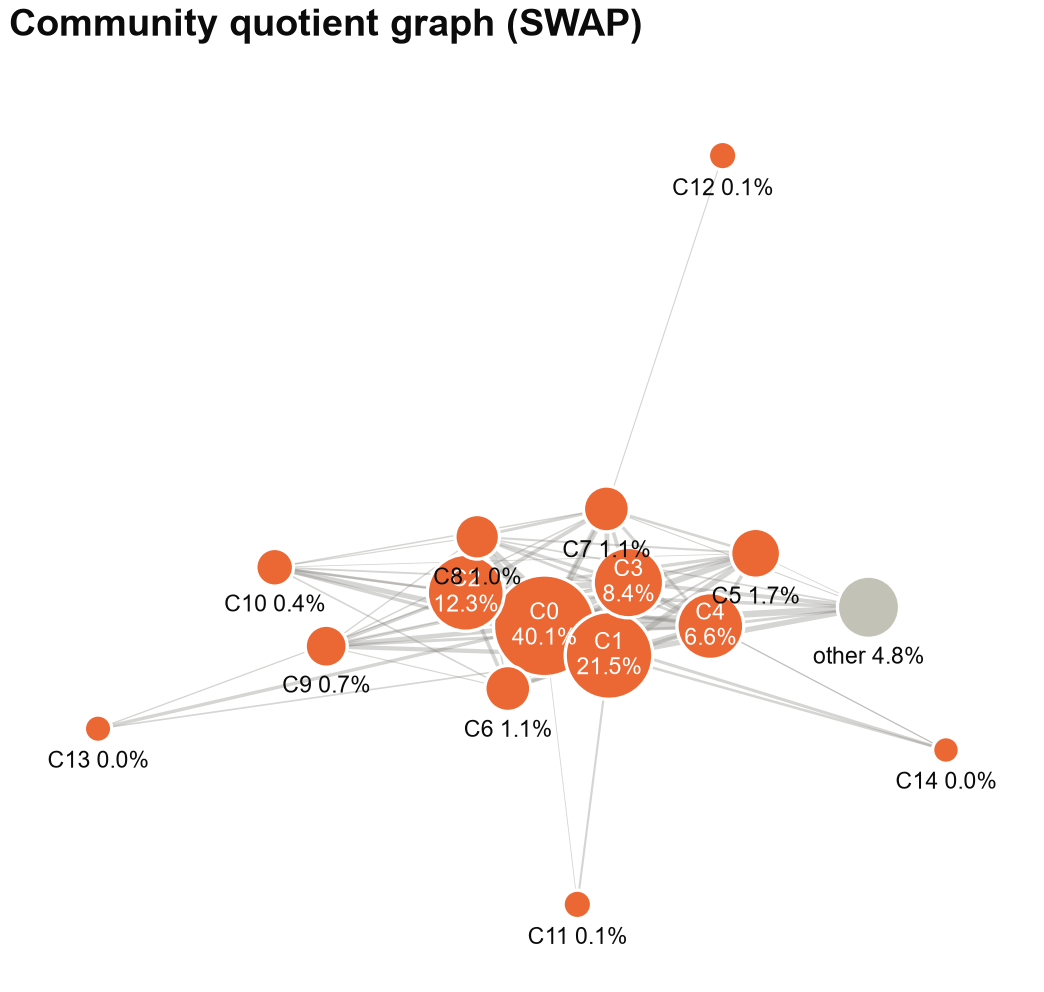 Community quotient graph (SWAP)
C12 0.1%
C7 1.1%
C3
8.4%
C8 1.0%
C2
12.3%
C5 1.7%
C10 0.4%
C0
40.1%
C4
6.6%
C1
21.5%
other 4.8%
C9 0.7%
C6 1.1%
C13 0.0%
C14 0.0%
C11 0.1%